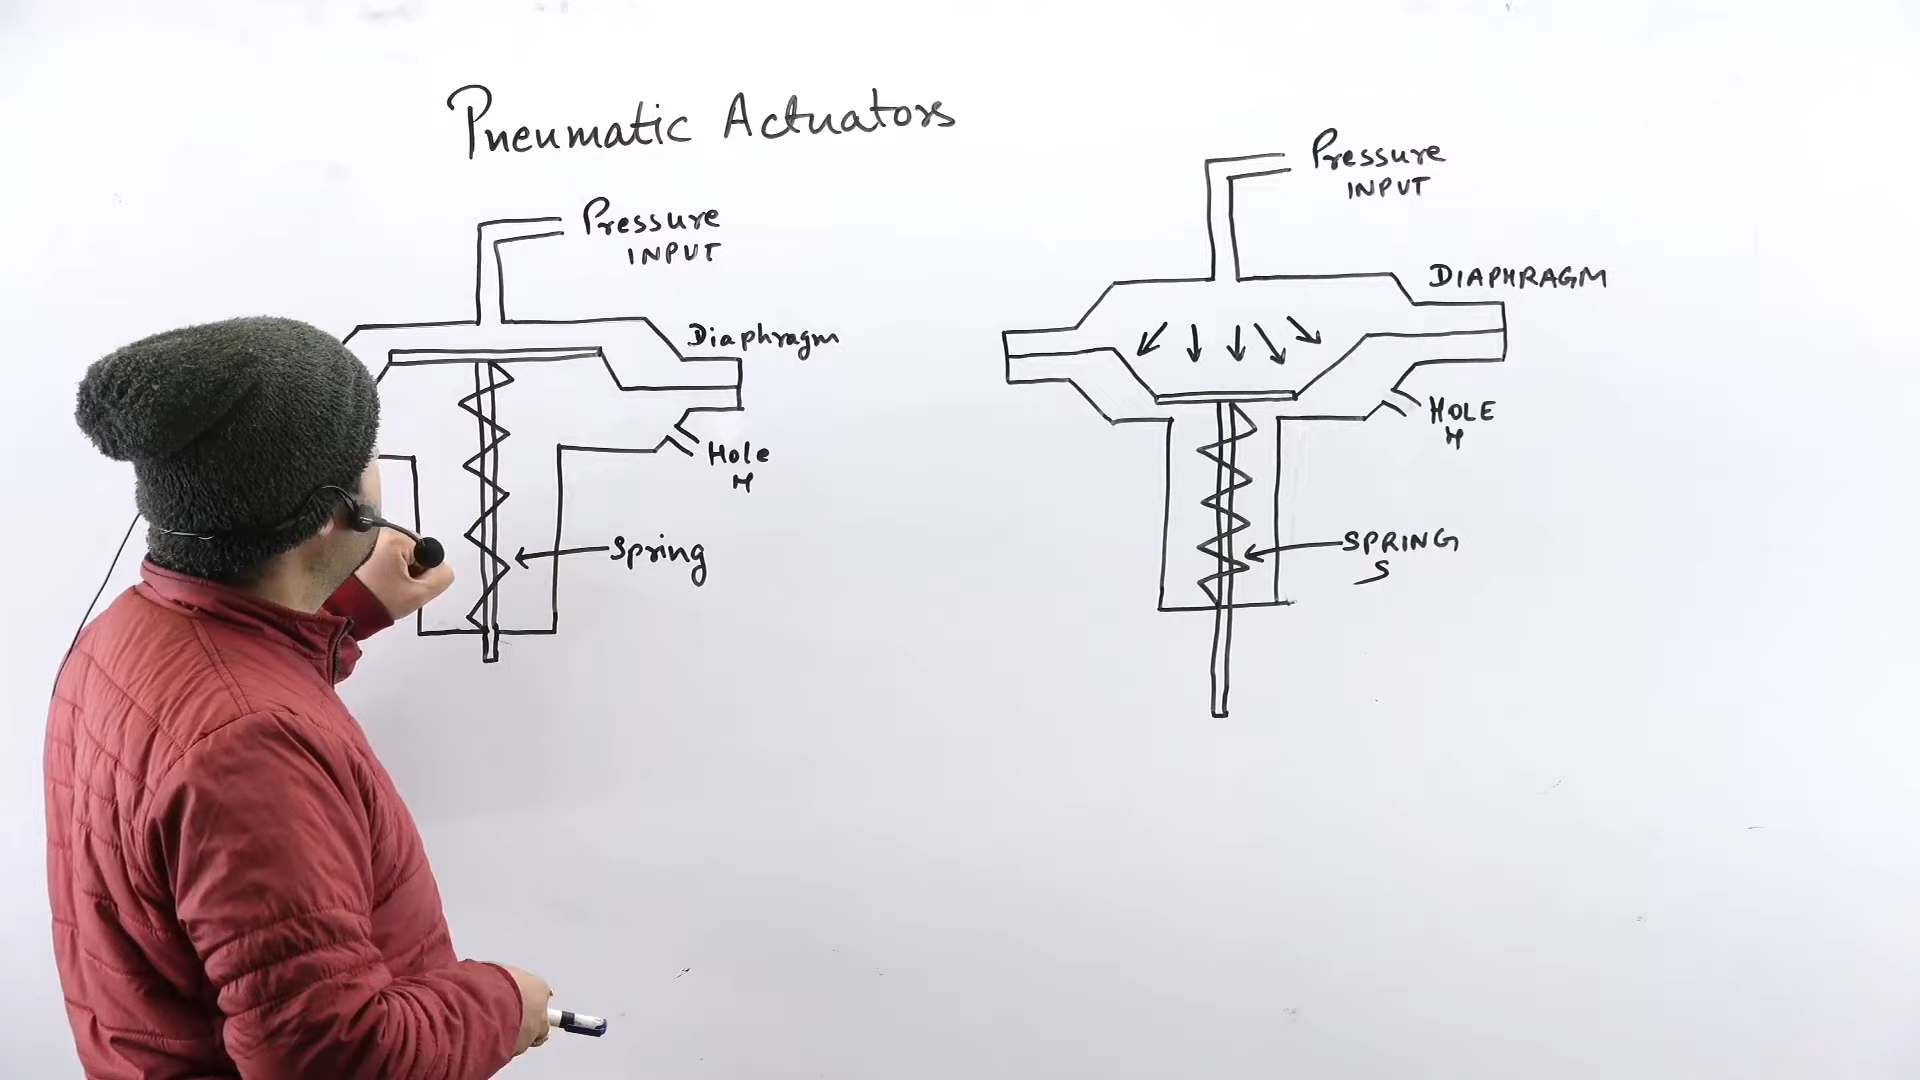 Pneumatic Actuators
Pressure
INPUT
Diaphragm
Hole
H
Spring
Pressure
INPUT
DIAPHRAGM
HOLE
H
SPRING
S